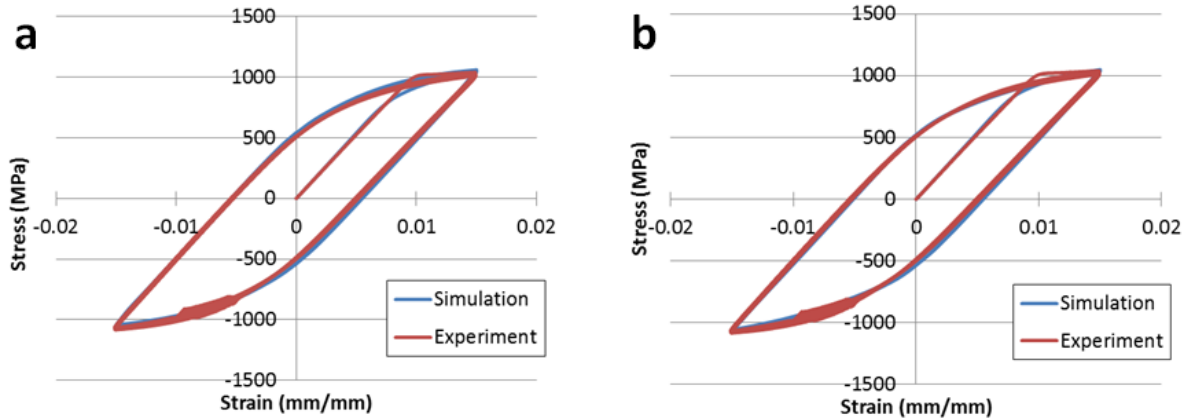 a
1500
1000
500
0
-0.02 -0.01 0 0.01 0.02
-500
-1000
-1500
Stress (MPa)
Strain (mm/mm)
Simulation
Experiment
b
1500
1000
500
0
-0.02 -0.01 0 0.01 0.02
-500
-1000
-1500
Stress (MPa)
Strain (mm/mm)
Simulation
Experiment